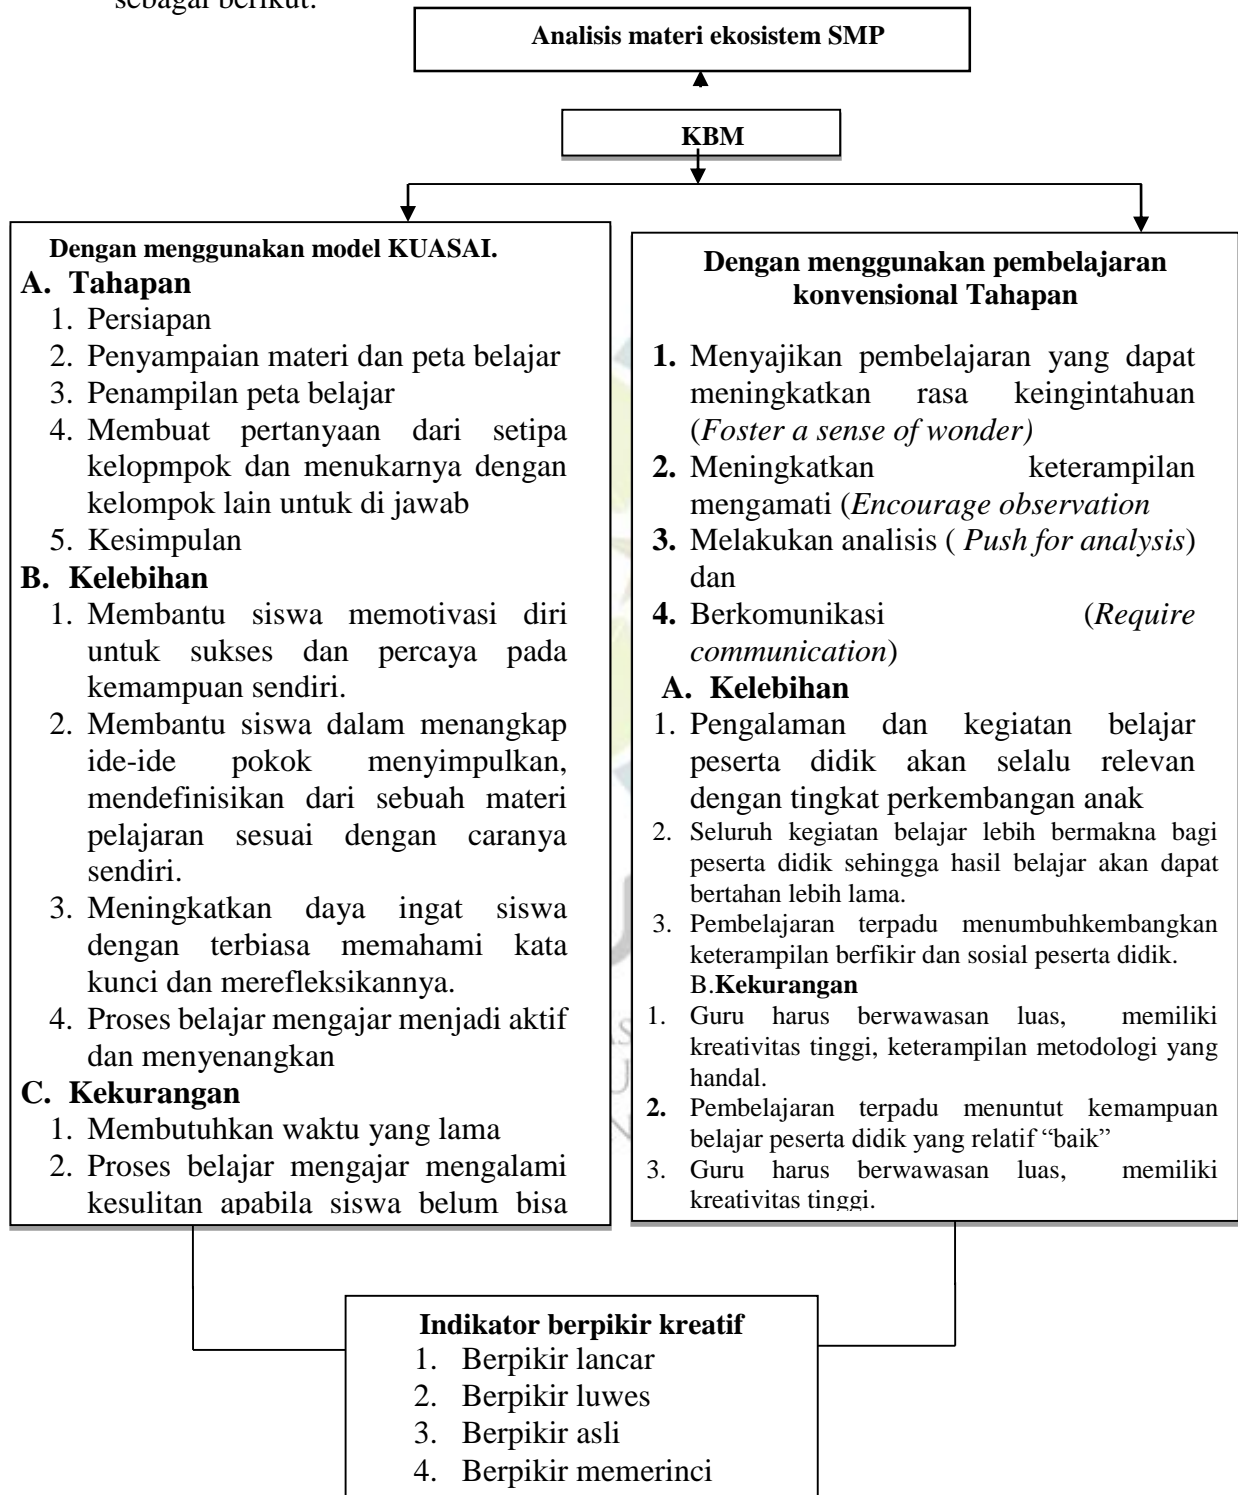 sebagai berikut:
Analisis materi ekosistem SMP
KBM
Dengan menggunakan model KUASAI.
A. Tahapan
1. Persiapan
2. Penyampaian materi dan peta belajar
3. Penampilan peta belajar
4. Membuat pertanyaan dari setipa
kelopmpok dan menukarnya dengan
kelompok lain untuk di jawab
5. Kesimpulan
B. Kelebihan
1. Membantu siswa memotivasi diri
untuk sukses dan percaya pada
kemampuan sendiri.
2. Membantu siswa dalam menangkap
ide-ide pokok menyimpulkan,
mendefinisikan dari sebuah materi
pelajaran sesuai dengan caranya
sendiri.
3. Meningkatkan daya ingat siswa
dengan terbiasa memahami kata
kunci dan merefleksikannya.
4. Proses belajar mengajar menjadi aktif
dan menyenangkan
C. Kekurangan
1. Membutuhkan waktu yang lama
2. Proses belajar mengajar mengalami
kesulitan apabila siswa belum bisa
Dengan menggunakan pembelajaran
konvensional Tahapan
1. Menyajikan pembelajaran yang dapat
meningkatkan rasa keingintahuan
(Foster a sense of wonder)
2. Meningkatkan keterampilan
mengamati (Encourage observation
3. Melakukan analisis ( Push for analysis)
dan
4. Berkomunikasi (Require
communication)
A. Kelebihan
1. Pengalaman dan kegiatan belajar
peserta didik akan selalu relevan
dengan tingkat perkembangan anak
2. Seluruh kegiatan belajar lebih bermakna bagi
peserta didik sehingga hasil belajar akan dapat
bertahan lebih lama.
3. Pembelajaran terpadu menumbuhkembangkan
keterampilan berfikir dan sosial peserta didik.
B.Kekurangan
1. Guru harus berwawasan luas, memiliki
kreativitas tinggi, keterampilan metodologi yang
handal.
2. Pembelajaran terpadu menuntut kemampuan
belajar peserta didik yang relatif “baik”
3. Guru harus berwawasan luas, memiliki
kreativitas tinggi.
Indikator berpikir kreatif
1. Berpikir lancar
2. Berpikir luwes
3. Berpikir asli
4. Berpikir memerinci